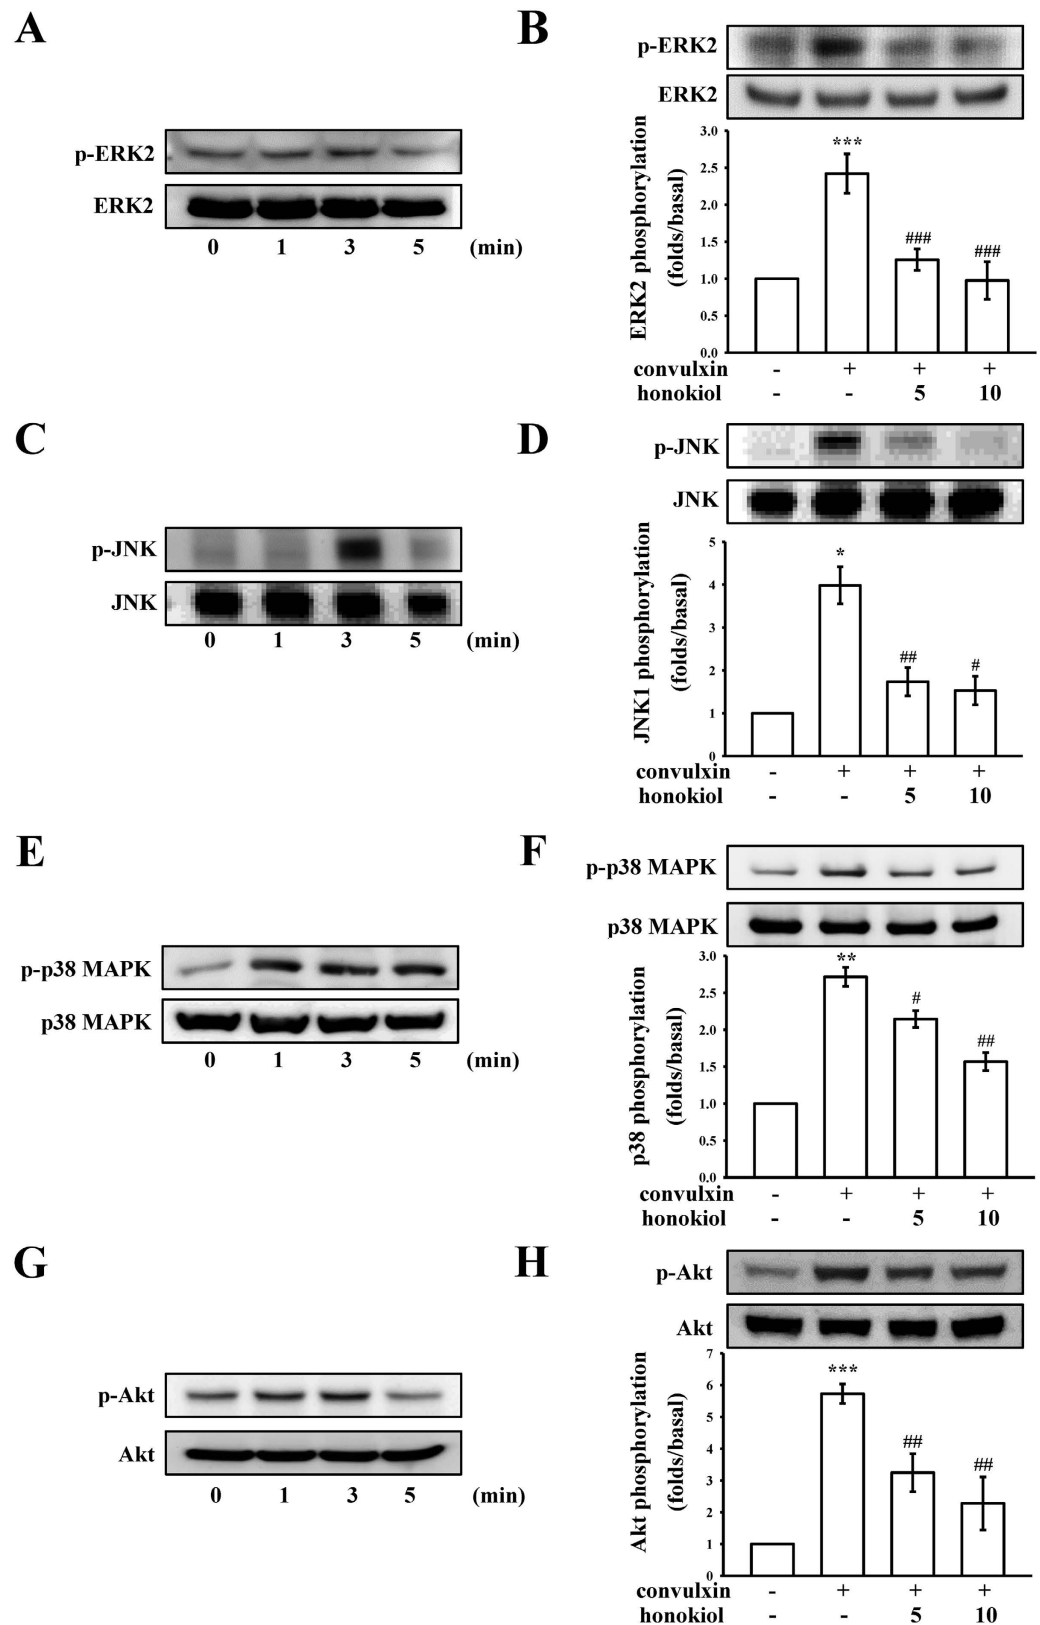 A
p-ERK2
ERK2
0 1 3 5 (min)
B
p-ERK2
ERK2
ERK2 phosphorylation
(folds/basal)
3.0
2.5
2.0
1.5
1.0
0.5
0.0
***
###
###
convulxin - + + +
honokiol - - 5 10
C
p-JNK
JNK
0 1 3 5 (min)
D
p-JNK
JNK
JNK1 phosphorylation
(folds/basal)
5
4
3
2
1
0
*
##
#
convulxin - + + +
honokiol - - 5 10
E
p-p38 MAPK
p38 MAPK
0 1 3 5 (min)
F
p-p38 MAPK
p38 MAPK
p38 phosphorylation
(folds/basal)
3.0
2.5
2.0
1.5
1.0
0.5
0.0
**
#
##
convulxin - + + +
honokiol - - 5 10
G
p-Akt
Akt
0 1 3 5 (min)
H
p-Akt
Akt
Akt phosphorylation
(folds/basal)
7
6
5
4
3
2
1
0
***
##
##
convulxin - + + +
honokiol - - 5 10